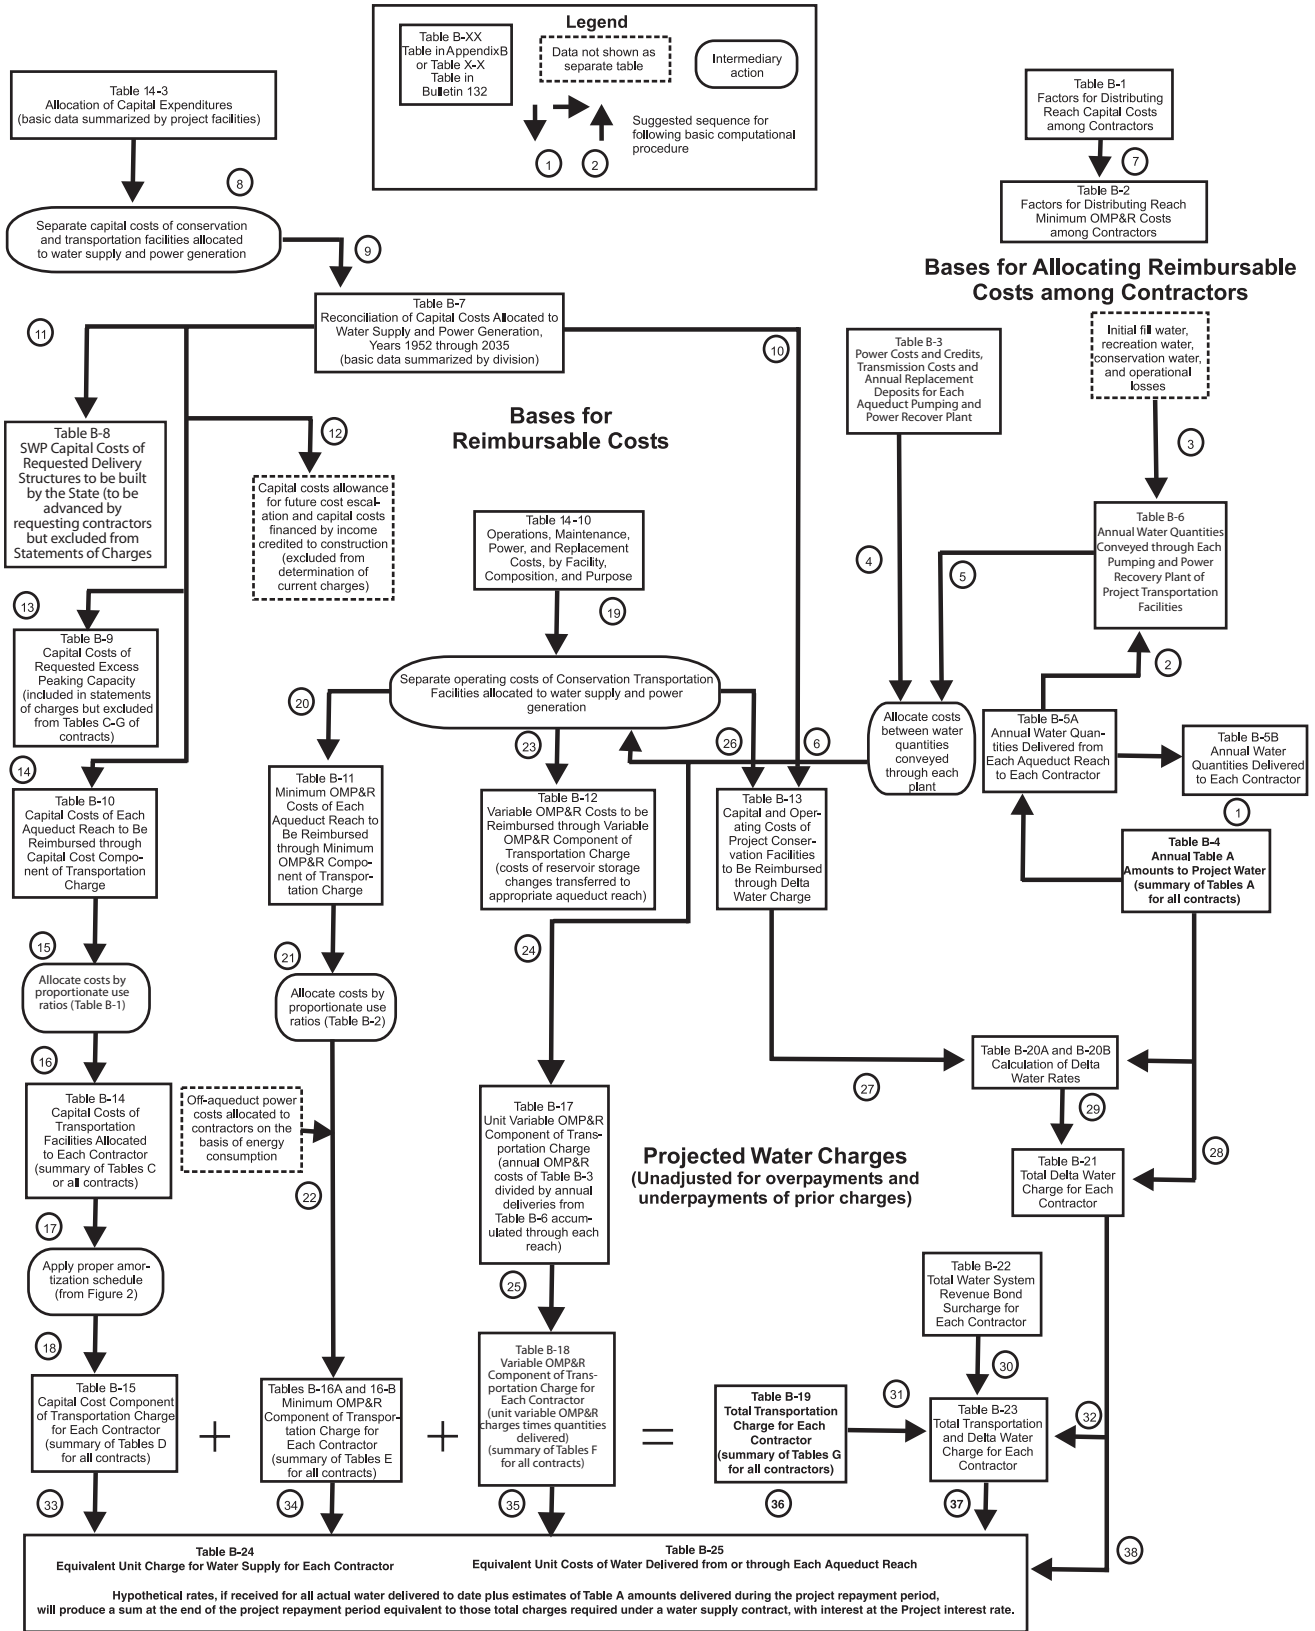 Legend
Table B-XX
Table in Appendix B
or Table X-X
Table in
Bulletin 132
Data not shown as
separate table
Intermediary
action
Suggested sequence for
following basic computational
procedure
1
2
Table 14-3
Allocation of Capital Expenditures
(basic data summarized by project facilities)
8
Separate capital costs of conservation
and transportation facilities allocated
to water supply and power generation
9
Table B-1
Factors for Distributing
Reach Capital Costs
among Contractors
7
Table B-2
Factors for Distributing Reach
Minimum OMP&R Costs
among Contractors
Bases for Allocating Reimbursable
Costs among Contractors
Table B-7
Reconciliation of Capital Costs Allocated to
Water Supply and Power Generation,
Years 1952 through 2035
(basic data summarized by division)
11
10
Table B-3
Power Costs and Credits,
Transmission Costs and
Annual Replacement
Deposits for Each
Aqueduct Pumping and
Power Recover Plant
Initial fill water,
recreation water,
conservation water,
and operational
losses
3
Bases for
Reimbursable Costs
Table B-8
SWP Capital Costs of
Requested Delivery
Structures to be built
by the State (to be
advanced by
requesting contractors
but excluded from
Statements of Charges
12
Capital costs allowance
for future cost escal-
ation and capital costs
financed by income
credited to construction
(excluded from
determination of
current charges)
Table 14-10
Operations, Maintenance,
Power, and Replacement
Costs, by Facility,
Composition, and Purpose
19
4
5
Table B-6
Annual Water Quantities
Conveyed through Each
Pumping and Power
Recovery Plant of
Project Transportation
Facilities
2
13
Table B-9
Capital Costs of
Requested Excess
Peaking Capacity
(included in statements
of charges but excluded
from Tables C-G of
contracts)
Separate operating costs of Conservation Transportation
Facilities allocated to water supply and power
generation
20
23
26
6
Allocate costs
between water
quantities
conveyed
through each
plant
Table B-5A
Annual Water Quan-
tities Delivered from
Each Aqueduct Reach
to Each Contractor
Table B-5B
Annual Water
Quantities Delivered
to Each Contractor
1
14
Table B-10
Capital Costs of Each
Aqueduct Reach to Be
Reimbursed through
Capital Cost Compo-
nent of Transportation
Charge
Table B-11
Minimum OMP&R
Costs of Each
Aqueduct Reach to
Be Reimbursed
through Minimum
OMP&R Compo-
nent of Transpor-
tation Charge
Table B-12
Variable OMP&R Costs to be
Reimbursed through Variable
OMP&R Component of
Transportation Charge
(costs of reservoir storage
changes transferred to
appropriate aqueduct reach)
Table B-13
Capital and Oper-
ating Costs of
Project Conser-
vation Facilities
to Be Reimbursed
through Delta
Water Charge
Table B-4
Annual Table A
Amounts to Project Water
(summary of Tables A
for all contracts)
15
Allocate costs by
proportionate use
ratios (Table B-1)
21
Allocate costs by
proportionate use
ratios (Table B-2)
24
16
Table B-14
Capital Costs of
Transportation
Facilities Allocated
to Each Contractor
(summary of Tables C
or all contracts)
Off-aqueduct power
costs allocated to
contractors on the
basis of energy
consumption
22
Table B-17
Unit Variable OMP&R
Component of Trans-
portation Charge
(annual OMP&R
costs of Table B-3
divided by annual
deliveries from
Table B-6 accum-
ulated through each
reach)
27
Table B-20A and B-20B
Calculation of Delta
Water Rates
29
28
Projected Water Charges
(Unadjusted for overpayments and
underpayments of prior charges)
Table B-21
Total Delta Water
Charge for Each
Contractor
17
Apply proper amor-
tization schedule
(from Figure 2)
18
25
Table B-22
Total Water System
Revenue Bond
Surcharge for
Each Contractor
30
Table B-15
Capital Cost Component
of Transportation Charge
for Each Contractor
(summary of Tables D
for all contracts)
+
Tables B-16A and 16-B
Minimum OMP&R
Component of Transpor-
tation Charge for
Each Contractor
(summary of Tables E
for all contracts)
+
Table B-18
Variable OMP&R
Component of Trans-
portation Charge for
Each Contractor
(unit variable OMP&R
charges times quantities
delivered)
(summary of Tables F
for all contracts)
=
Table B-19
Total Transportation
Charge for Each
Contractor
(summary of Tables G
for all contractors)
31
Table B-23
Total Transportation
and Delta Water
Charge for Each
Contractor
32
33
34
35
36
37
38
Table B-24
Equivalent Unit Charge for Water Supply for Each Contractor
Table B-25
Equivalent Unit Costs of Water Delivered from or through Each Aqueduct Reach
Hypothetical rates, if received for all actual water delivered to date plus estimates of Table A amounts delivered during the project repayment period,
will produce a sum at the end of the project repayment period equivalent to those total charges required under a water supply contract, with interest at the Project interest rate.